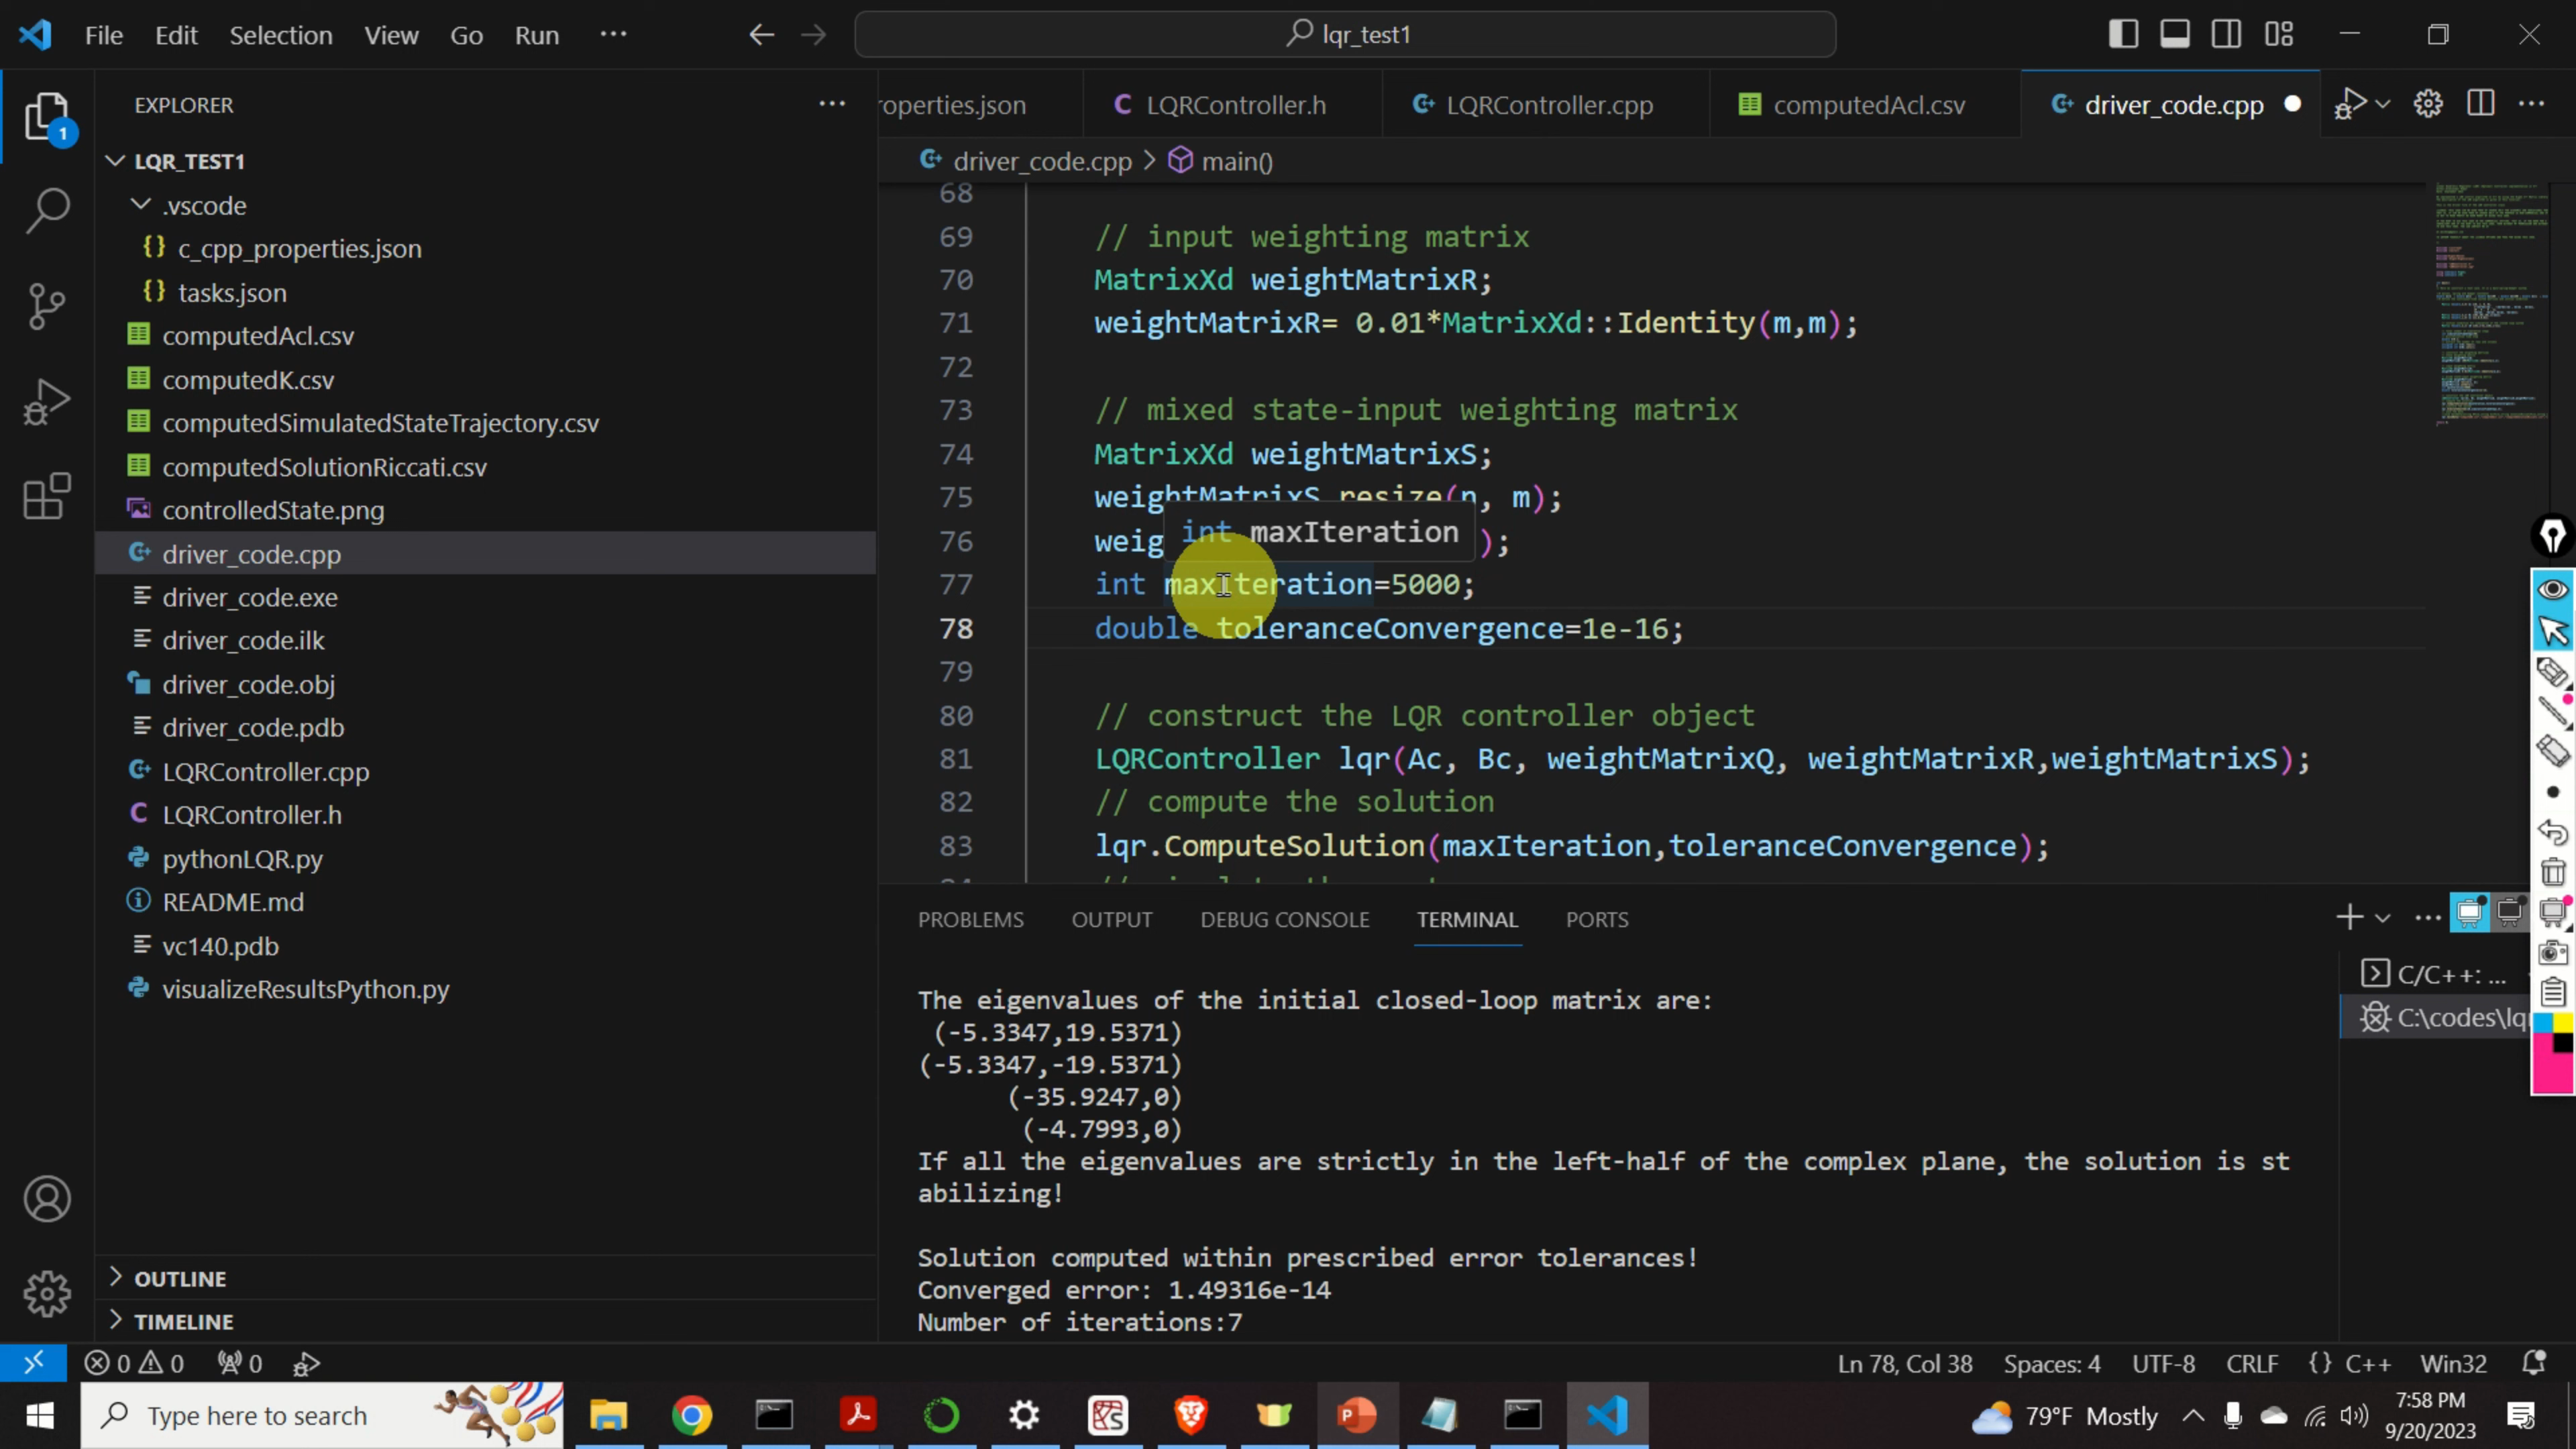 File Edit Selection View Go Run ···
lqr_test1
EXPLORER
LQR_TEST1
.vscode
{} c_cpp_properties.json
{} tasks.json
computedAcl.csv
computedK.csv
computedSimulatedStateTrajectory.csv
computedSolutionRiccati.csv
controlledState.png
driver_code.cpp
driver_code.exe
driver_code.ilk
driver_code.obj
driver_code.pdb
LQRController.cpp
LQRController.h
pythonLQR.py
README.md
vc140.pdb
visualizeResultsPython.py
OUTLINE
TIMELINE
1
operties.json LQRController.h LQRController.cpp computedAcl.csv driver_code.cpp
driver_code.cpp > main()
68
69 // input weighting matrix
70 MatrixXd weightMatrixR;
71 weightMatrixR= 0.01*MatrixXd::Identity(m,m);
72
73 // mixed state-input weighting matrix
74 MatrixXd weightMatrixS;
75 weightMatrixS.resize(n, m);
int maxIteration
76 weig );
77 int maxIteration=5000;
78 double toleranceConvergence=1e-16;
79
80 // construct the LQR controller object
81 LQRController lqr(Ac, Bc, weightMatrixQ, weightMatrixR,weightMatrixS);
82 // compute the solution
83 lqr.ComputeSolution(maxIteration,toleranceConvergence);
PROBLEMS OUTPUT DEBUG CONSOLE TERMINAL PORTS
C/C++: ...
C:\codes\lqr
The eigenvalues of the initial closed-loop matrix are:
(-5.3347,19.5371)
(-5.3347,-19.5371)
(-35.9247,0)
(-4.7993,0)
If all the eigenvalues are strictly in the left-half of the complex plane, the solution is st
abilizing!
Solution computed within prescribed error tolerances!
Converged error: 1.49316e-14
Number of iterations:7
0 0 0 Ln 78, Col 38 Spaces: 4 UTF-8 CRLF {} C++ Win32
Type here to search
79°F Mostly
7:58 PM
9/20/2023